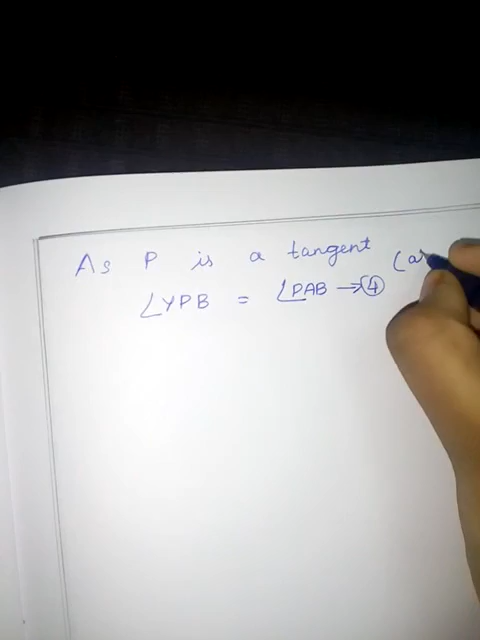 As P is a tangent (a
∠YPB = ∠PAB → ④